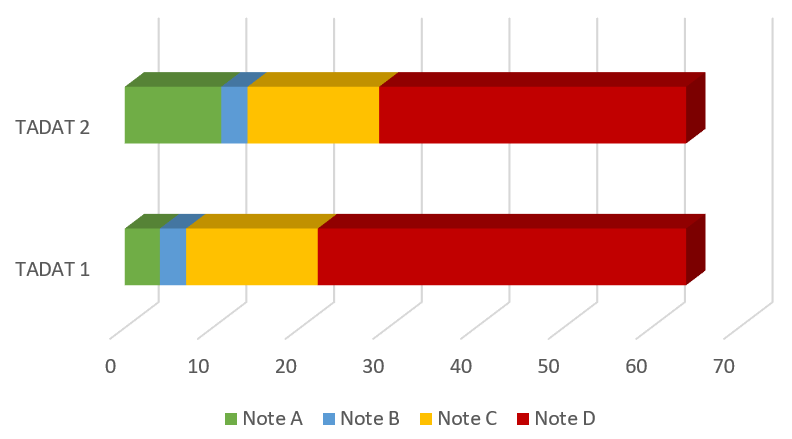 TADAT 2
TADAT 1
0 10 20 30 40 50 60 70
Note A Note B Note C Note D